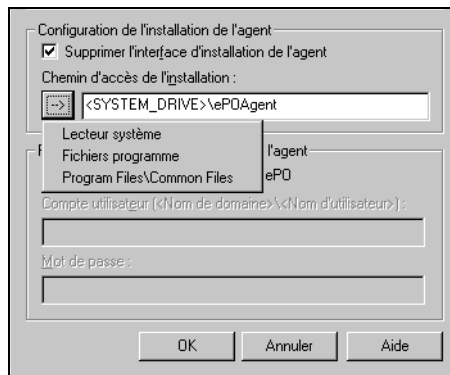 Configuration de l'installation de l'agent
Supprimer l'interface d'installation de l'agent
Chemin d'accès de l'installation :
--> <SYSTEM_DRIVE>\ePOAgent
Lecteur système
Fichiers programme
Program Files\Common Files
l'agent
ePO
Compte utilisateur (<Nom de domaine>\<Nom d'utilisateur>) :
Mot de passe :
OK Annuler Aide